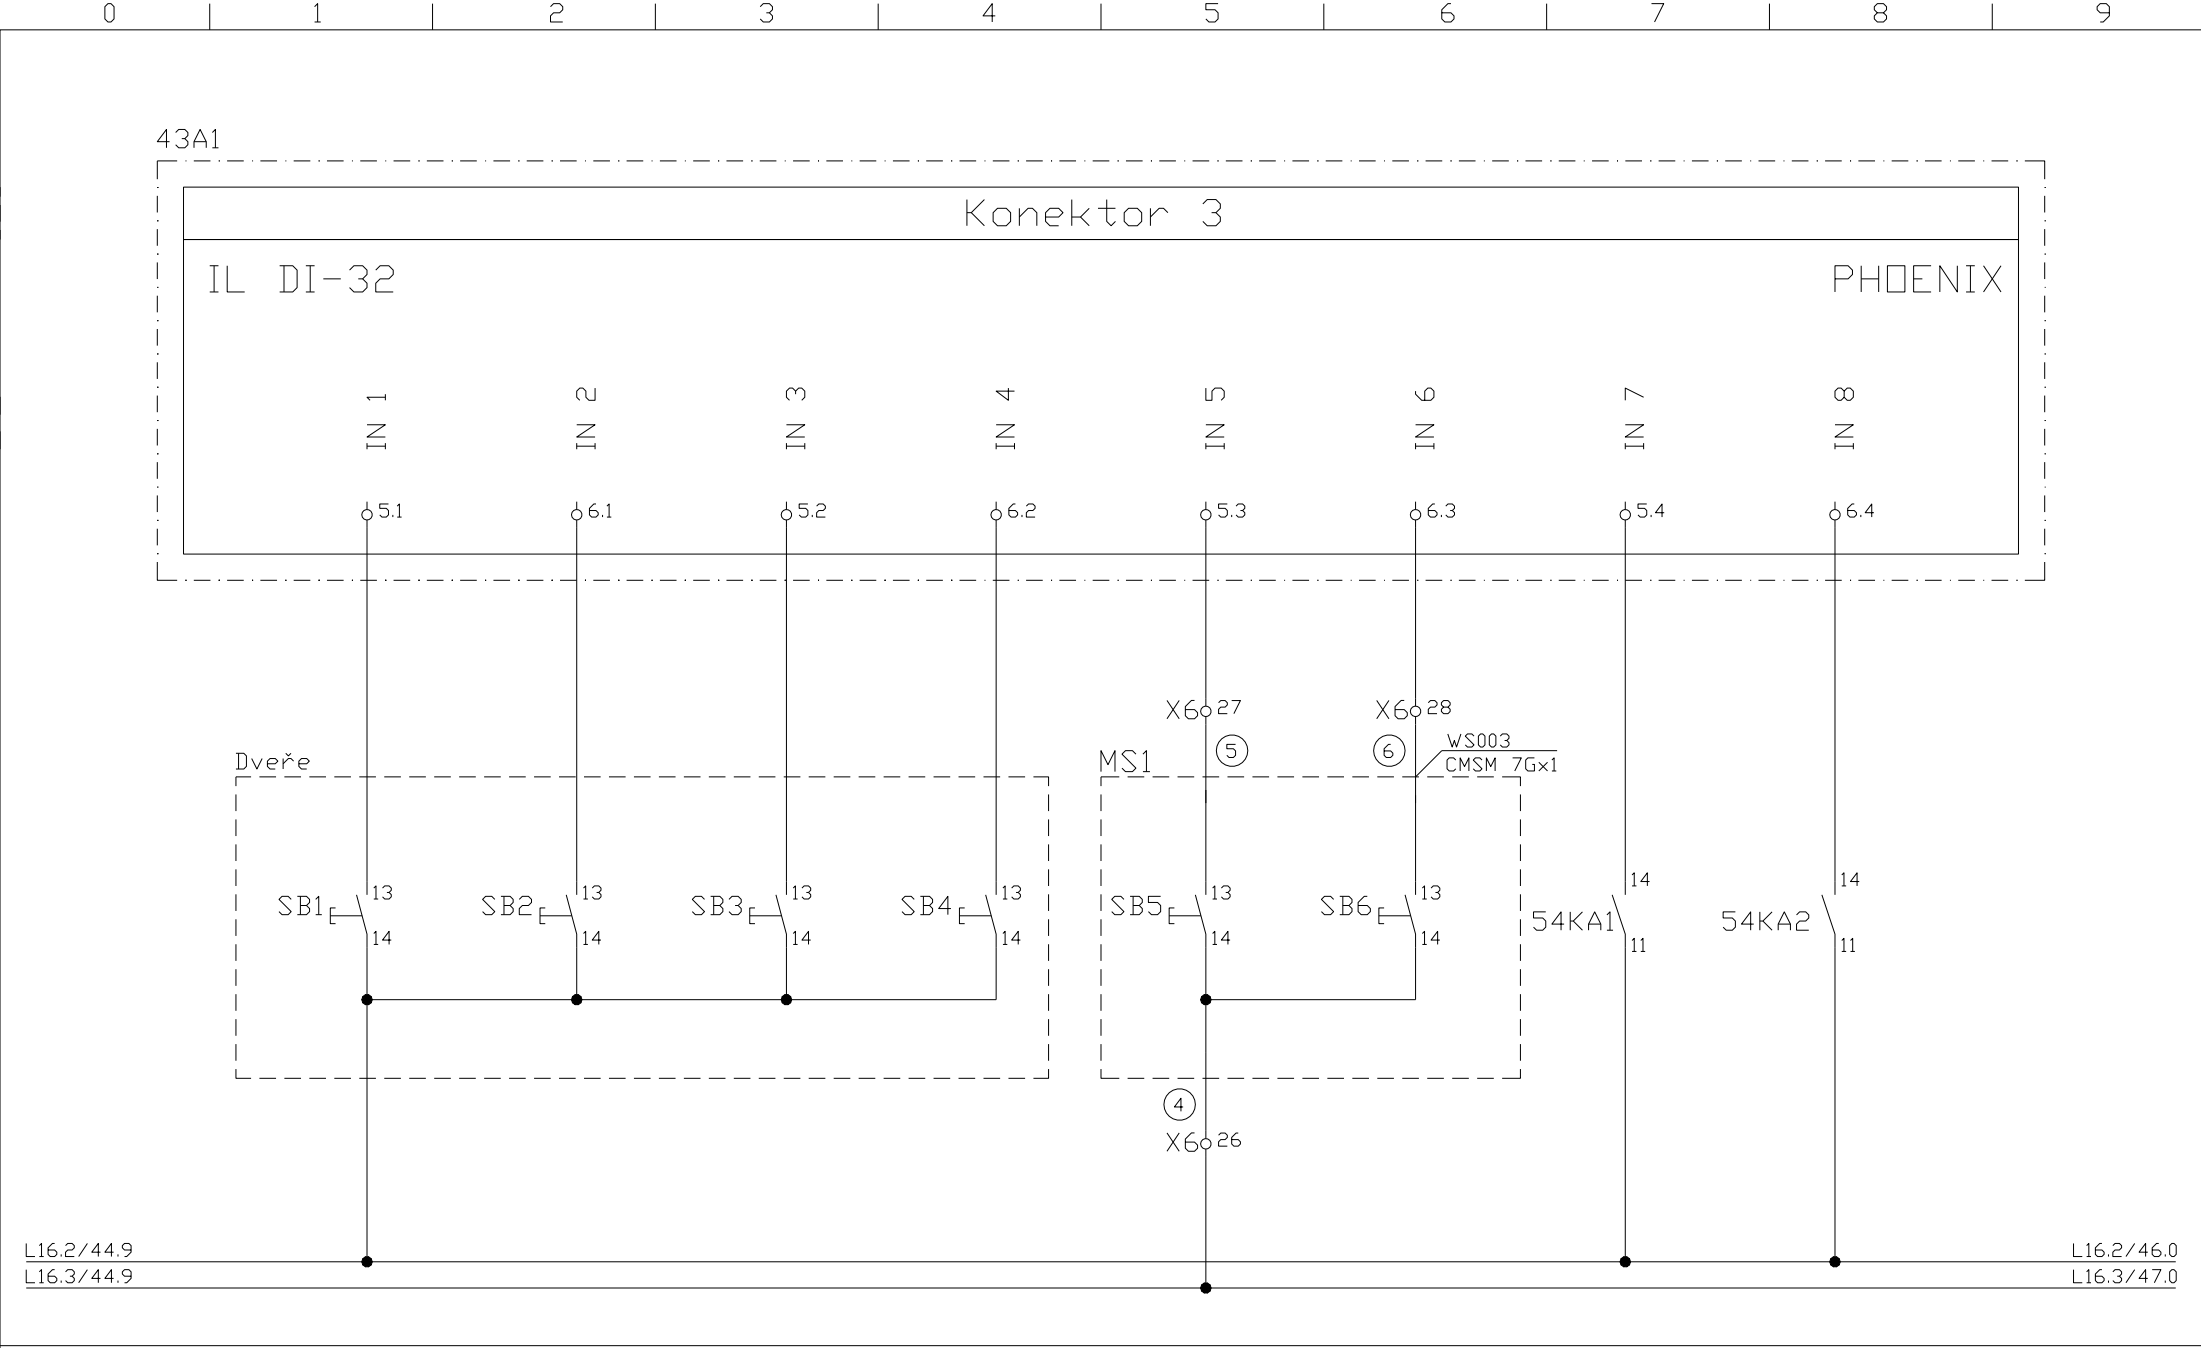 0 1 2 3 4 5 6 7 8 9
43A1
Konektor 3
IL DI-32 PHOENIX
IN 1 IN 2 IN 3 IN 4 IN 5 IN 6 IN 7 IN 8
5.1 6.1 5.2 6.2 5.3 6.3 5.4 6.4
X6 27 X6 28
5 6 WS003
Dveře MS1 CMSM 7Gx1
13 13 13 13 13 13 14 14
SB1 SB2 SB3 SB4 SB5 SB6 54KA1 54KA2
14 14 14 14 14 14 11 11
4
X6 26
L16.2/44.9 L16.2/46.0
L16.3/44.9 L16.3/47.0